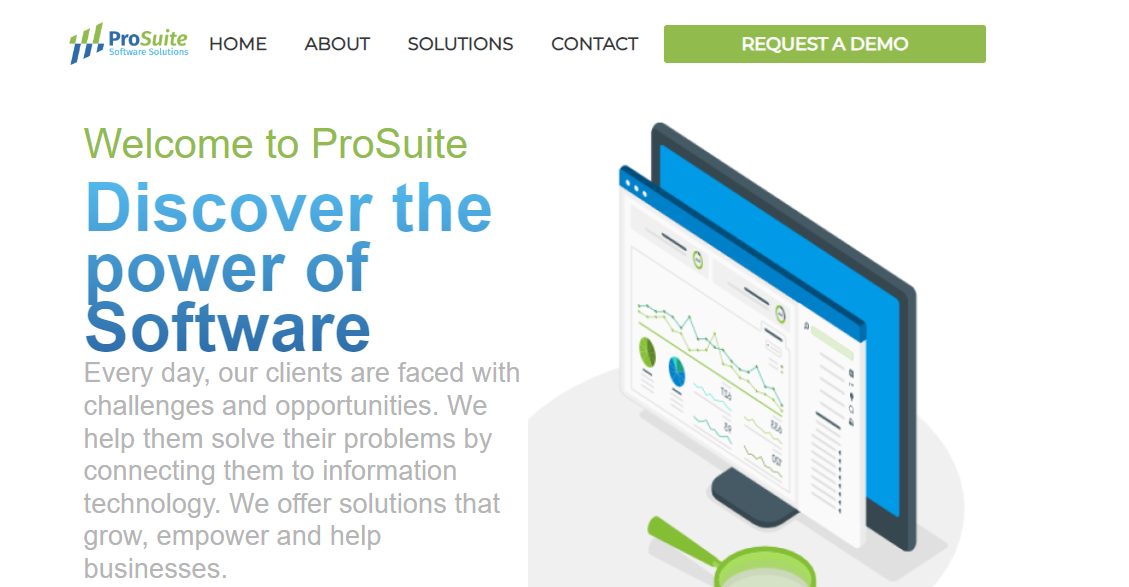 ProSuite
Software Solutions
HOME ABOUT SOLUTIONS CONTACT REQUEST A DEMO
Welcome to ProSuite
Discover the
power of
Software
Every day, our clients are faced with
challenges and opportunities. We
help them solve their problems by
connecting them to information
technology. We offer solutions that
grow, empower and help
businesses.